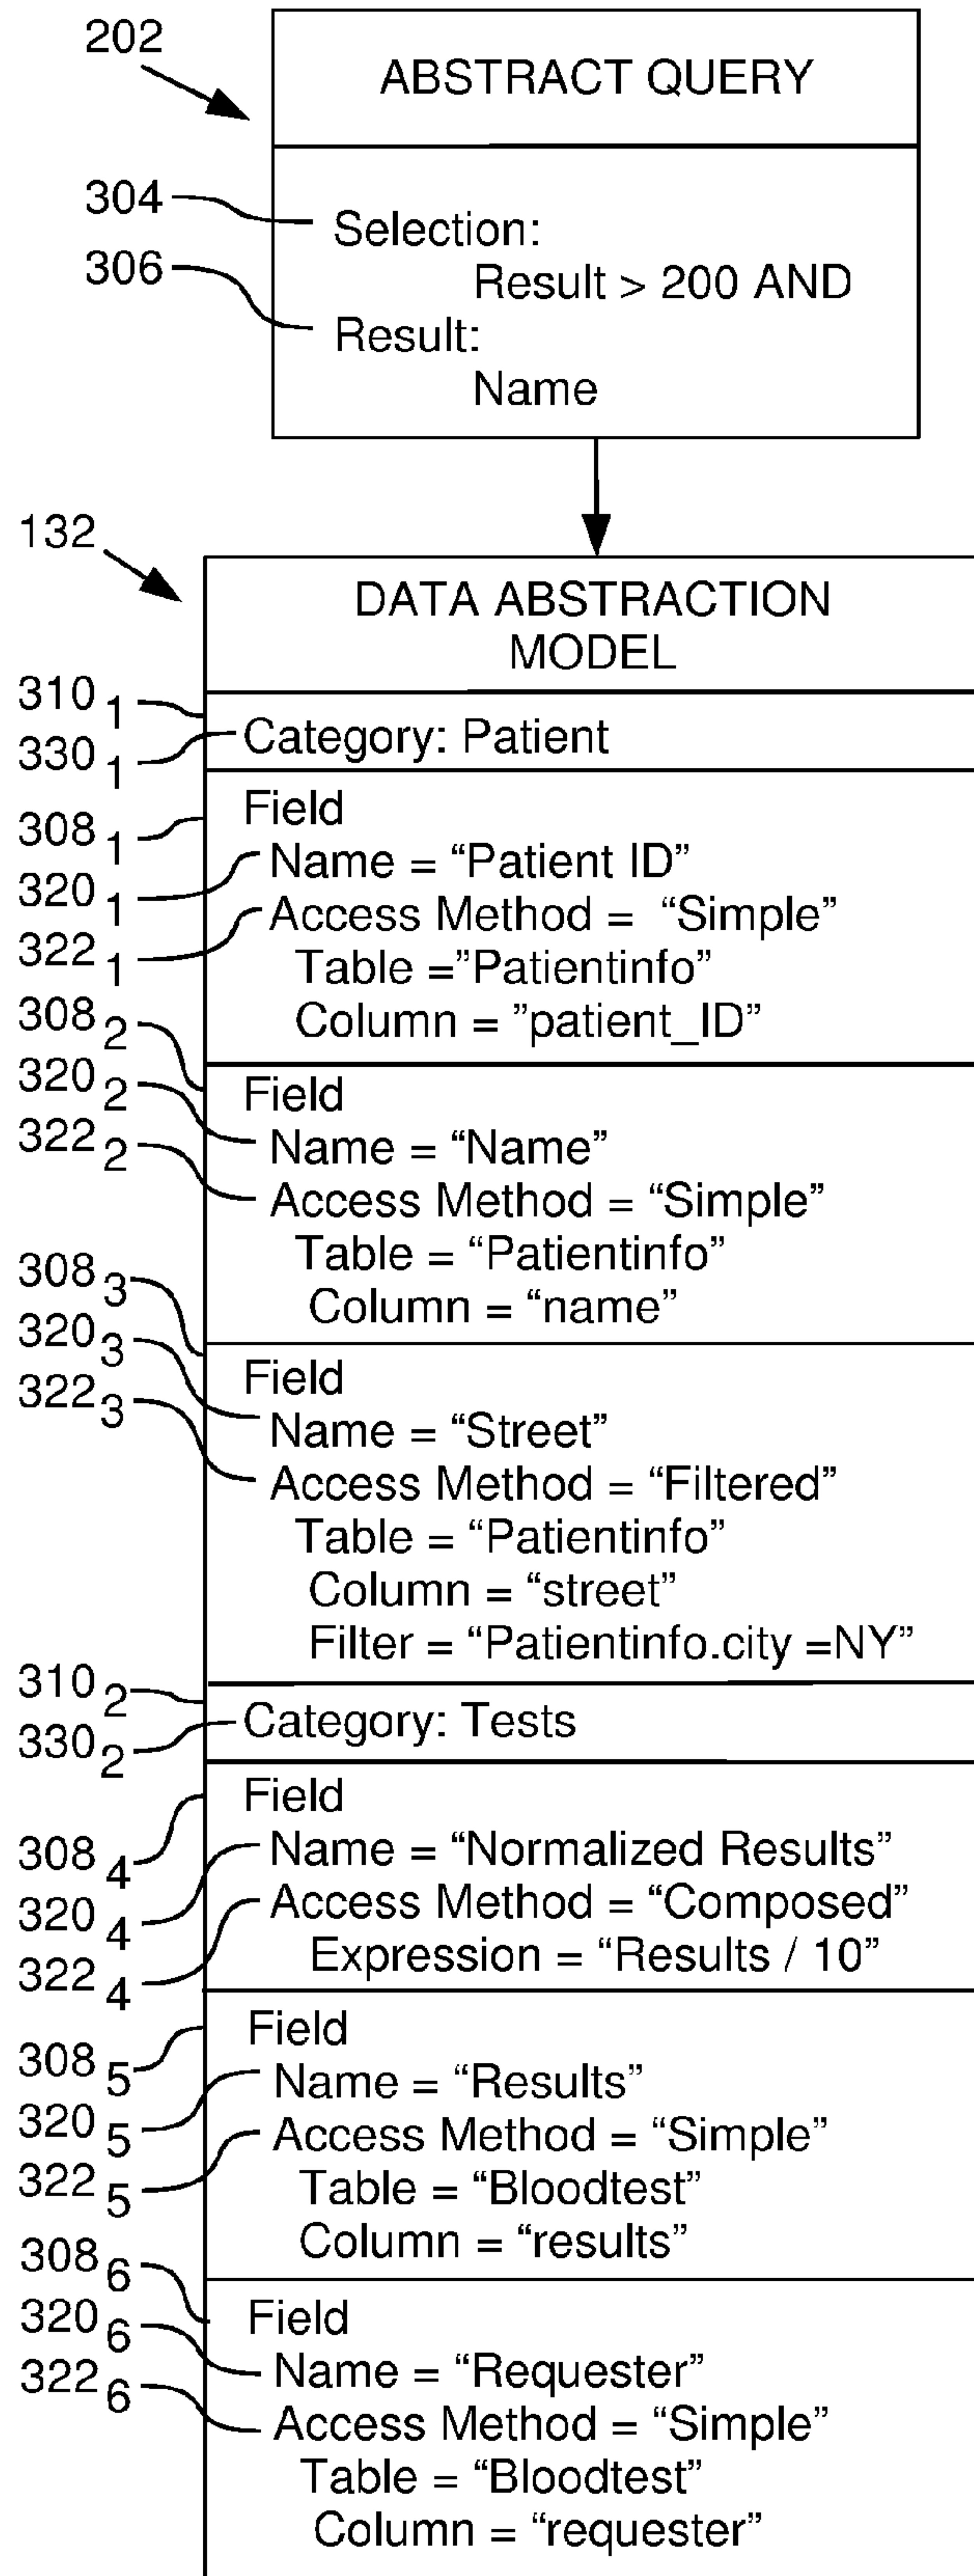 202
ABSTRACT QUERY
304
Selection:
Result > 200 AND
306
Result:
Name
132
DATA ABSTRACTION
MODEL
310 1
330 1
Category: Patient
308 1
Field
320 1
Name = “Patient ID”
322 1
Access Method = “Simple”
Table =”Patientinfo”
Column = ”patient_ID”
308 2
Field
320 2
Name = “Name”
322 2
Access Method = “Simple”
Table = “Patientinfo”
Column = “name”
308 3
Field
320 3
Name = “Street”
322 3
Access Method = “Filtered”
Table = “Patientinfo”
Column = “street”
Filter = “Patientinfo.city =NY”
310 2
330 2
Category: Tests
308 4
Field
320 4
Name = “Normalized Results”
322 4
Access Method = “Composed”
Expression = “Results / 10”
308 5
Field
320 5
Name = “Results”
322 5
Access Method = “Simple”
Table = “Bloodtest”
Column = “results”
308 6
Field
320 6
Name = “Requester”
322 6
Access Method = “Simple”
Table = “Bloodtest”
Column = “requester”